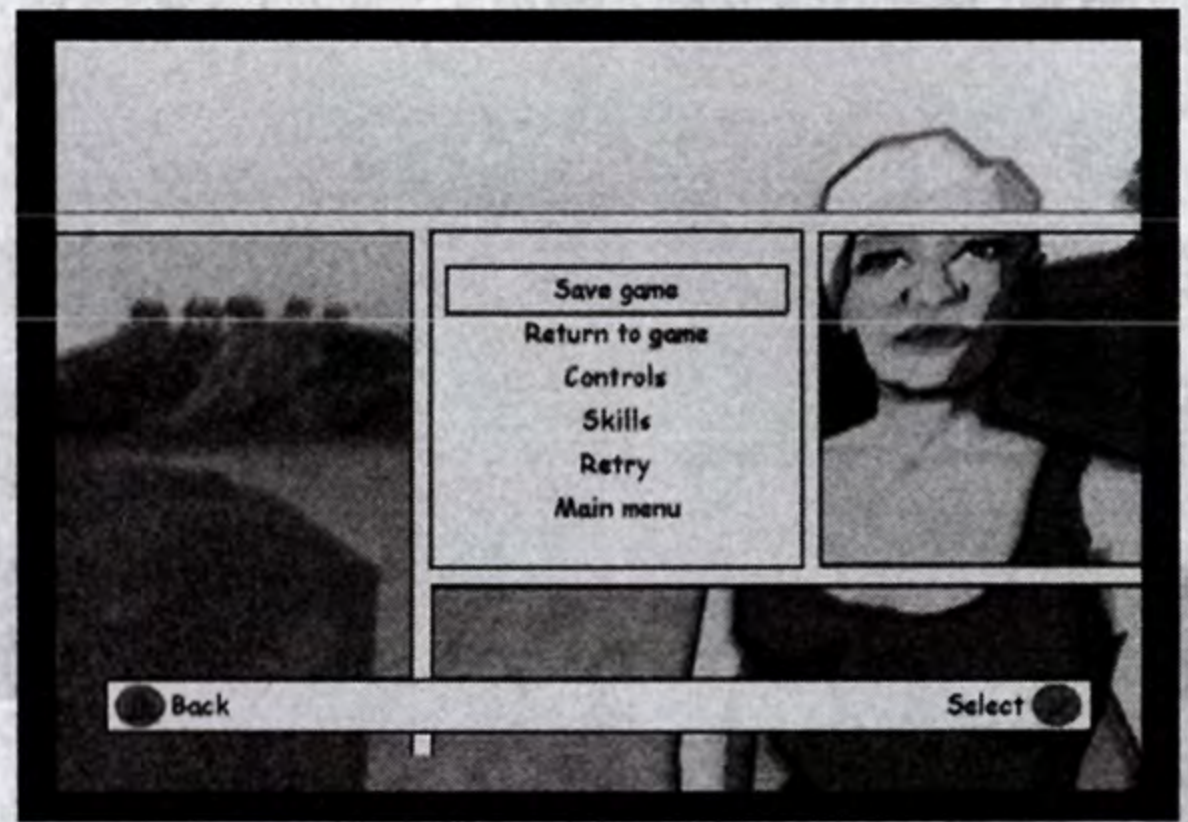 Save game
Return to game
Controls
Skills
Retry
Main menu
Back
Select